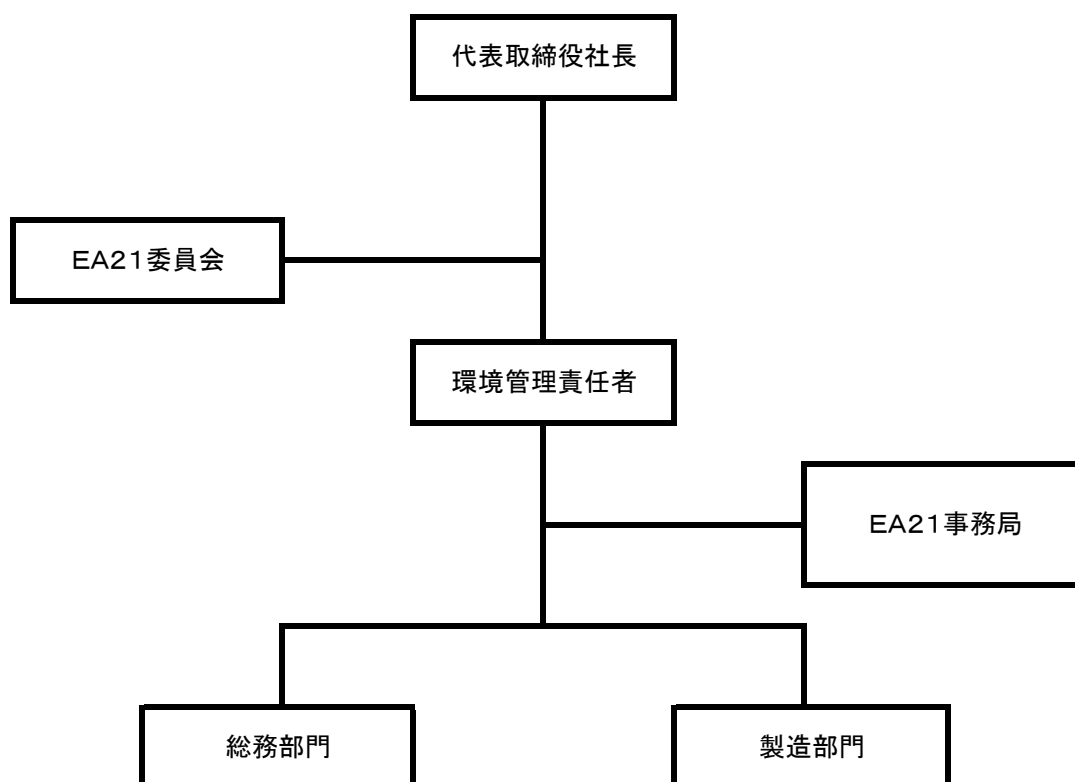 代表取締役社長
ＥＡ２１委員会
環境管理責任者
ＥＡ２１事務局
総務部門
製造部門